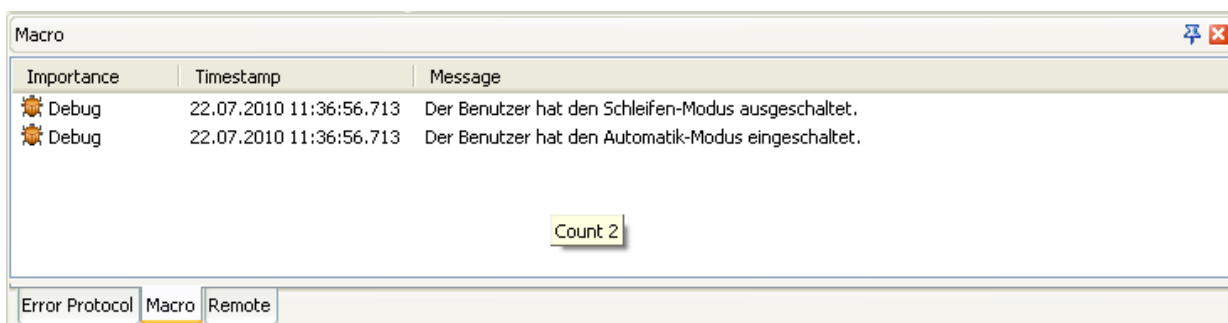 Macro
Importance Timestamp Message
Debug 22.07.2010 11:36:56.713 Der Benutzer hat den Schleifen-Modus ausgeschaltet.
Debug 22.07.2010 11:36:56.713 Der Benutzer hat den Automatik-Modus eingeschaltet.
Count 2
Error Protocol Macro Remote